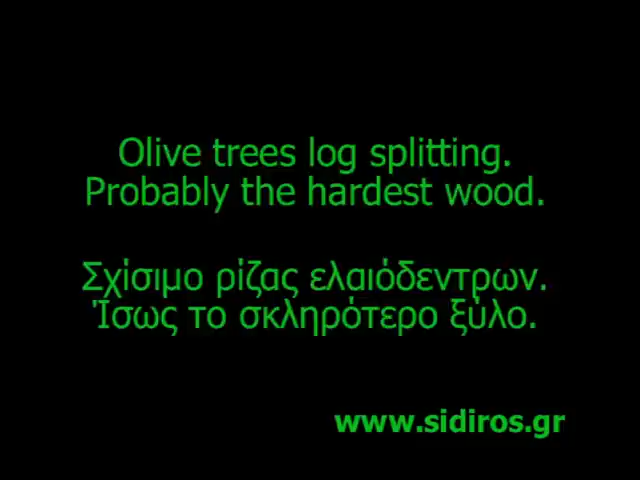 Olive trees log splitting.
Probably the hardest wood.
Σχίσιμο ρίζας ελαιόδεντρων.
Ίσως το σκληρότερο ξύλο.
www.sidiros.gr